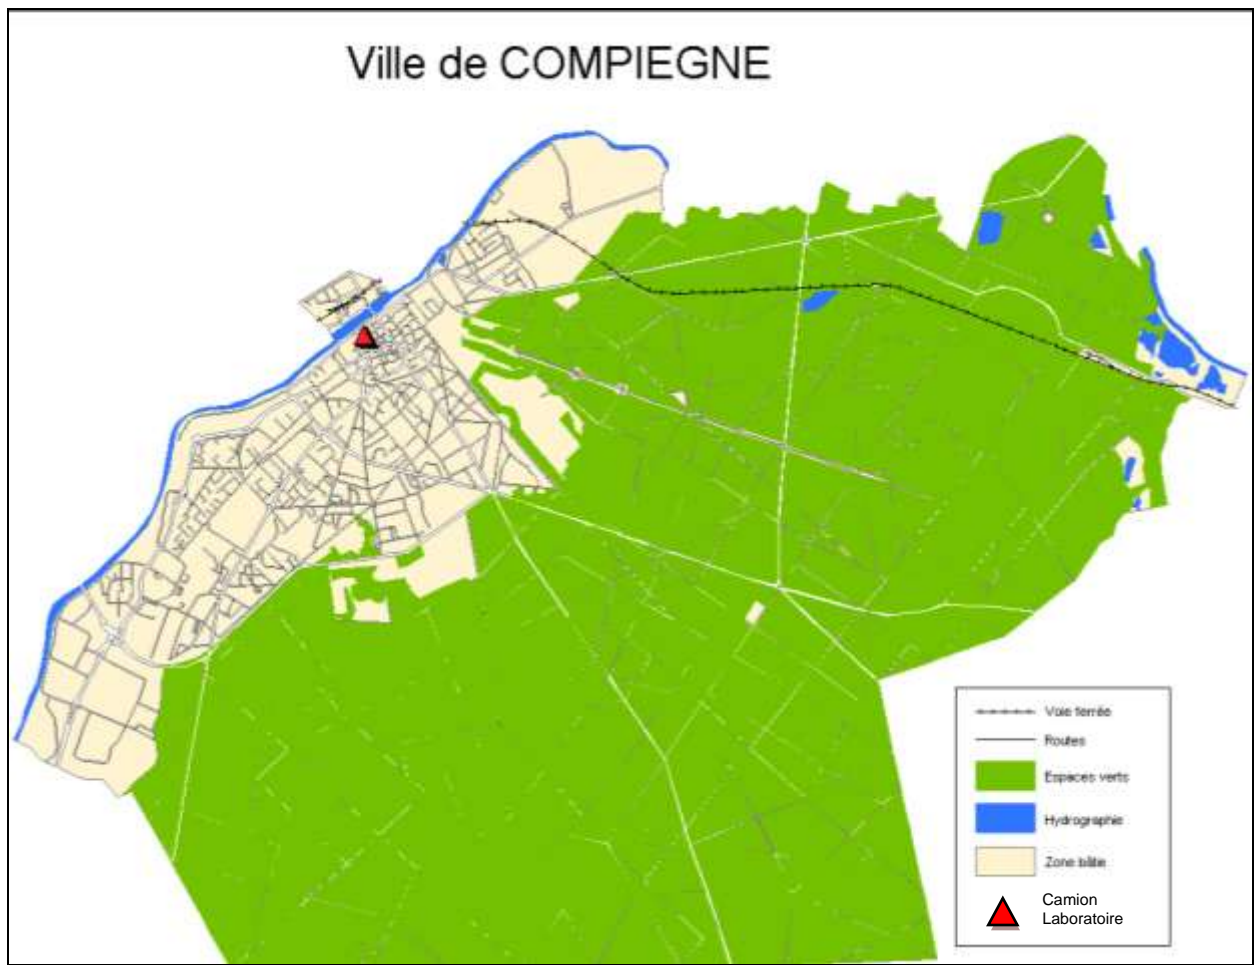 Ville de COMPIEGNE
Voie ferrée
Routes
Espaces verts
Hydrographie
Zone bâtie
Camion
Laboratoire